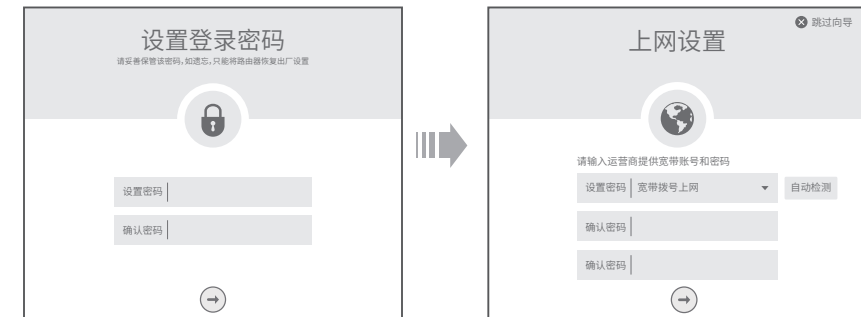 设置登录密码
请妥善保管该密码,如遗忘,只能将路由器恢复出厂设置
设置密码
确认密码
跳过向导
上网设置
请输入运营商提供宽带账号和密码
设置密码 宽带拨号上网 自动检测
确认密码
确认密码